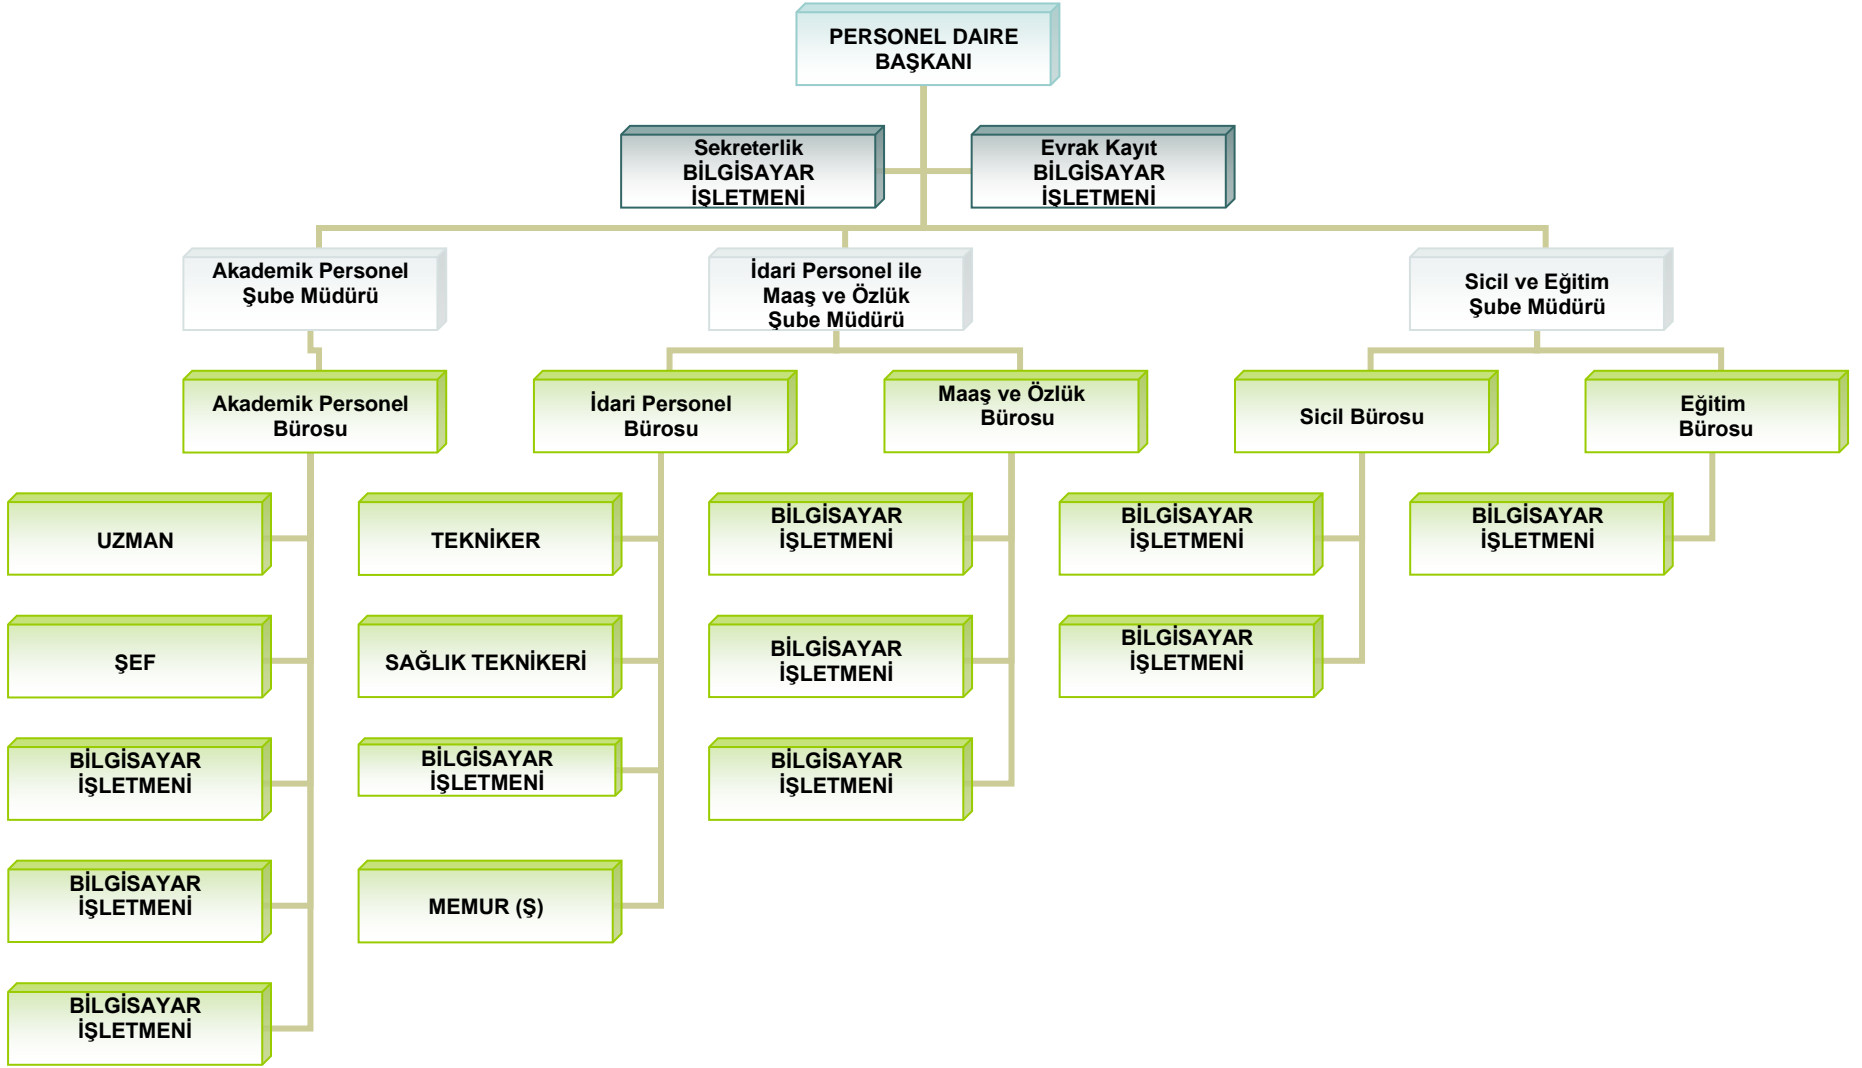 PERSONEL DAIRE
BAŞKANI
Sekreterlik
BİLGİSAYAR
İŞLETMENİ
Evrak Kayıt
BİLGİSAYAR
İŞLETMENİ
Akademik Personel
Şube Müdürü
İdari Personel ile
Maaş ve Özlük
Şube Müdürü
Sicil ve Eğitim
Şube Müdürü
Akademik Personel
Bürosu
İdari Personel
Bürosu
Maaş ve Özlük
Bürosu
Sicil Bürosu
Eğitim
Bürosu
UZMAN
TEKNİKER
BİLGİSAYAR
İŞLETMENİ
BİLGİSAYAR
İŞLETMENİ
BİLGİSAYAR
İŞLETMENİ
ŞEF
SAĞLIK TEKNİKERİ
BİLGİSAYAR
İŞLETMENİ
BİLGİSAYAR
İŞLETMENİ
BİLGİSAYAR
İŞLETMENİ
BİLGİSAYAR
İŞLETMENİ
BİLGİSAYAR
İŞLETMENİ
BİLGİSAYAR
İŞLETMENİ
MEMUR (Ş)
BİLGİSAYAR
İŞLETMENİ